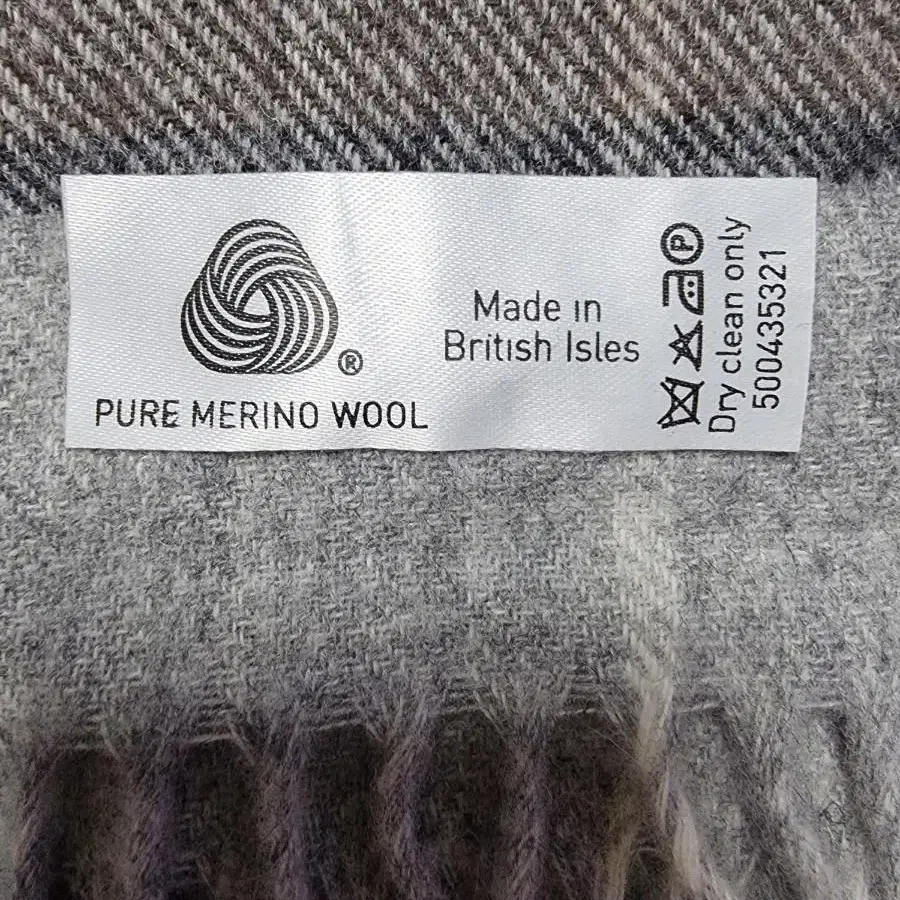 ®
PURE MERINO WOOL
Made in
British Isles
P
Dry clean only
500435321